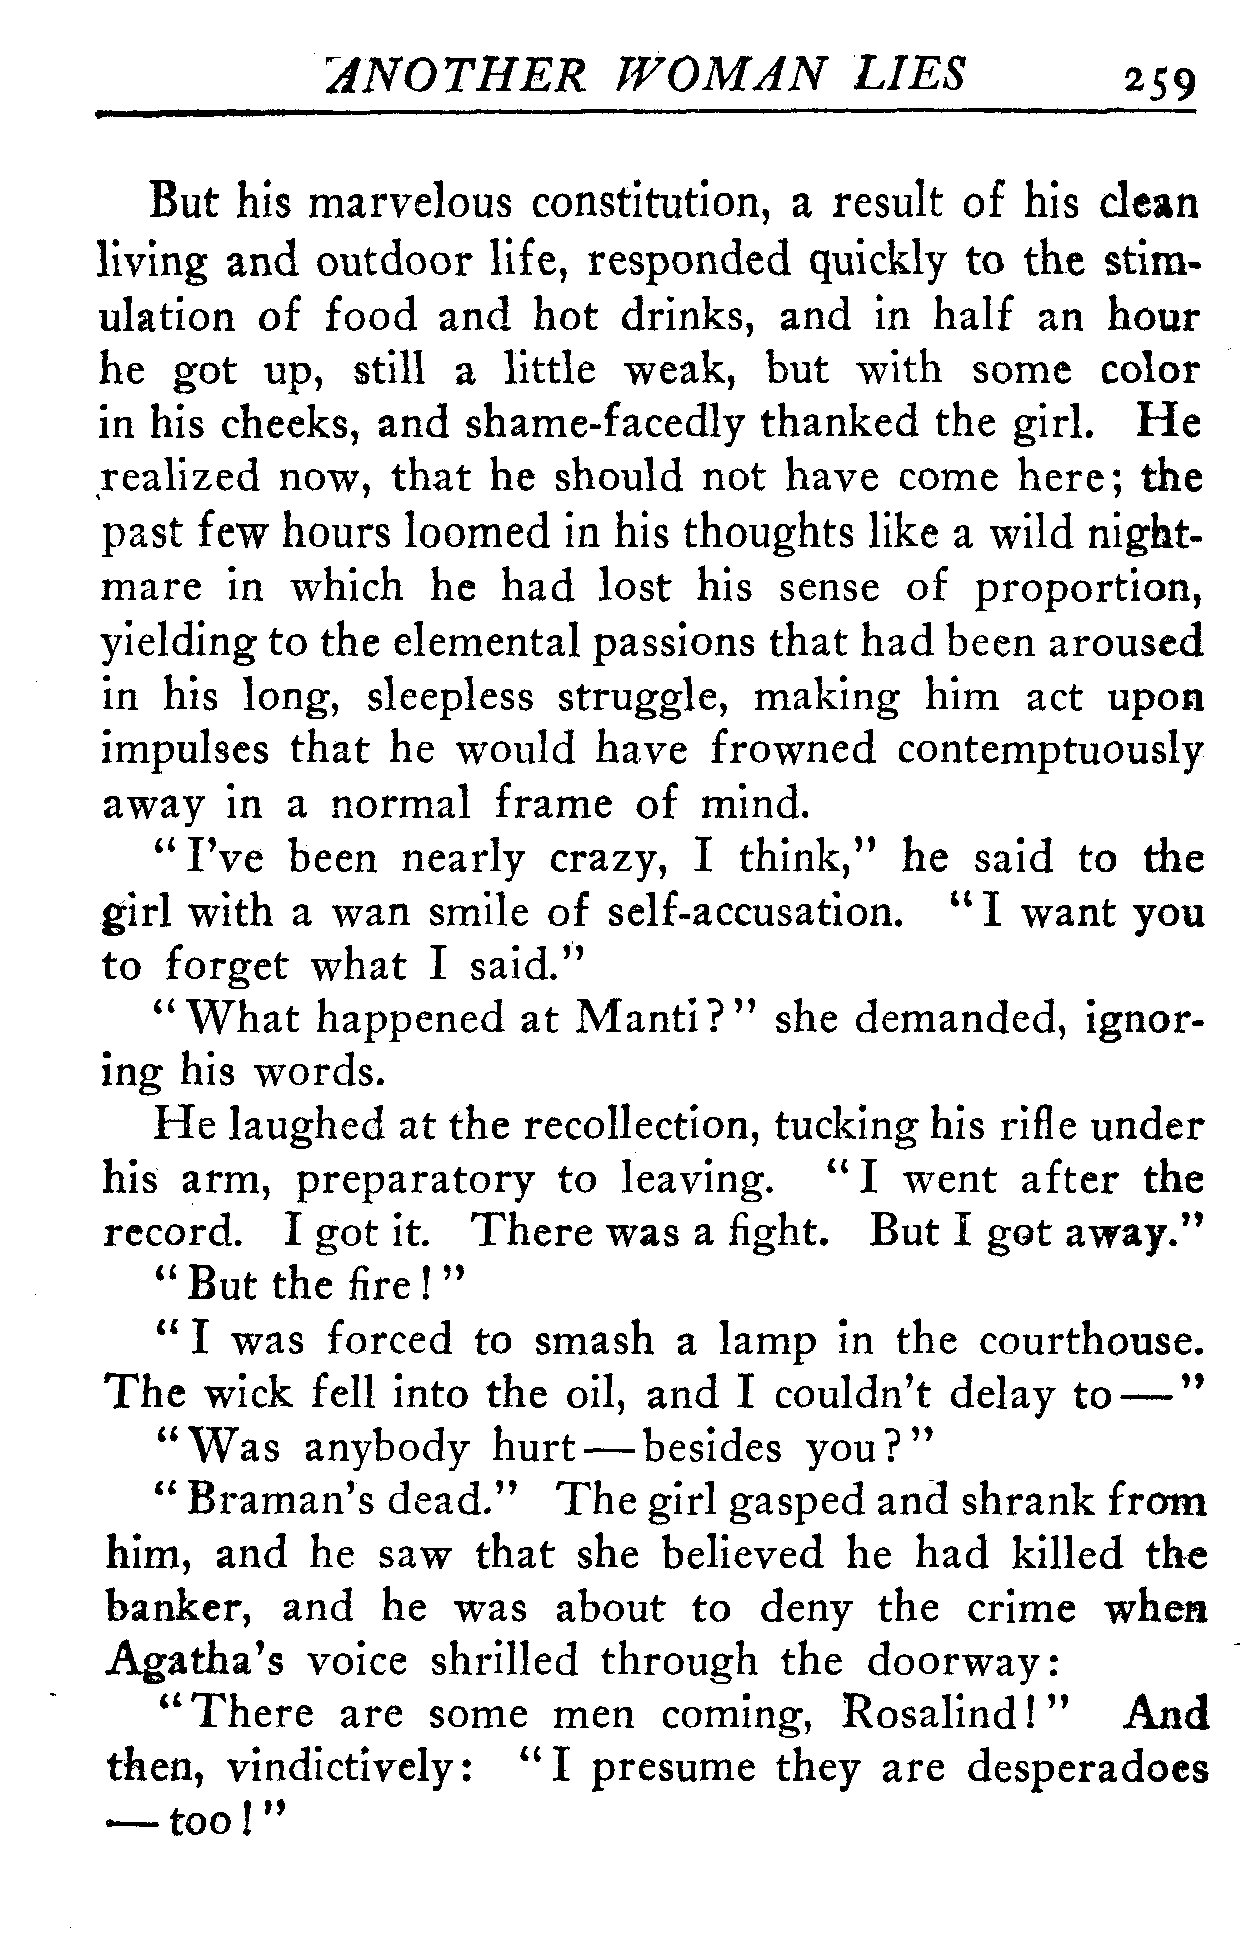 ANOTHER WOMAN LIES 259
But his marvelous constitution, a result of his clean
living and outdoor life, responded quickly to the stim-
ulation of food and hot drinks, and in half an hour
he got up, still a little weak, but with some color
in his cheeks, and shame-facedly thanked the girl. He
realized now, that he should not have come here; the
past few hours loomed in his thoughts like a wild night-
mare in which he had lost his sense of proportion,
yielding to the elemental passions that had been aroused
in his long, sleepless struggle, making him act upon
impulses that he would have frowned contemptuously
away in a normal frame of mind.
"I've been nearly crazy, I think," he said to the
girl with a wan smile of self-accusation. "I want you
to forget what I said."
"What happened at Manti?" she demanded, ignor-
ing his words.
He laughed at the recollection, tucking his rifle under
his arm, preparatory to leaving. "I went after the
record. I got it. There was a fight. But I got away."
"But the fire!"
"I was forced to smash a lamp in the courthouse.
The wick fell into the oil, and I couldn't delay to—"
"Was anybody hurt—besides you?"
"Braman's dead." The girl gasped and shrank from
him, and he saw that she believed he had killed the
banker, and he was about to deny the crime when
Agatha's voice shrilled through the doorway:
"There are some men coming, Rosalind!" And
then, vindictively: "I presume they are desperadoes
—too!"